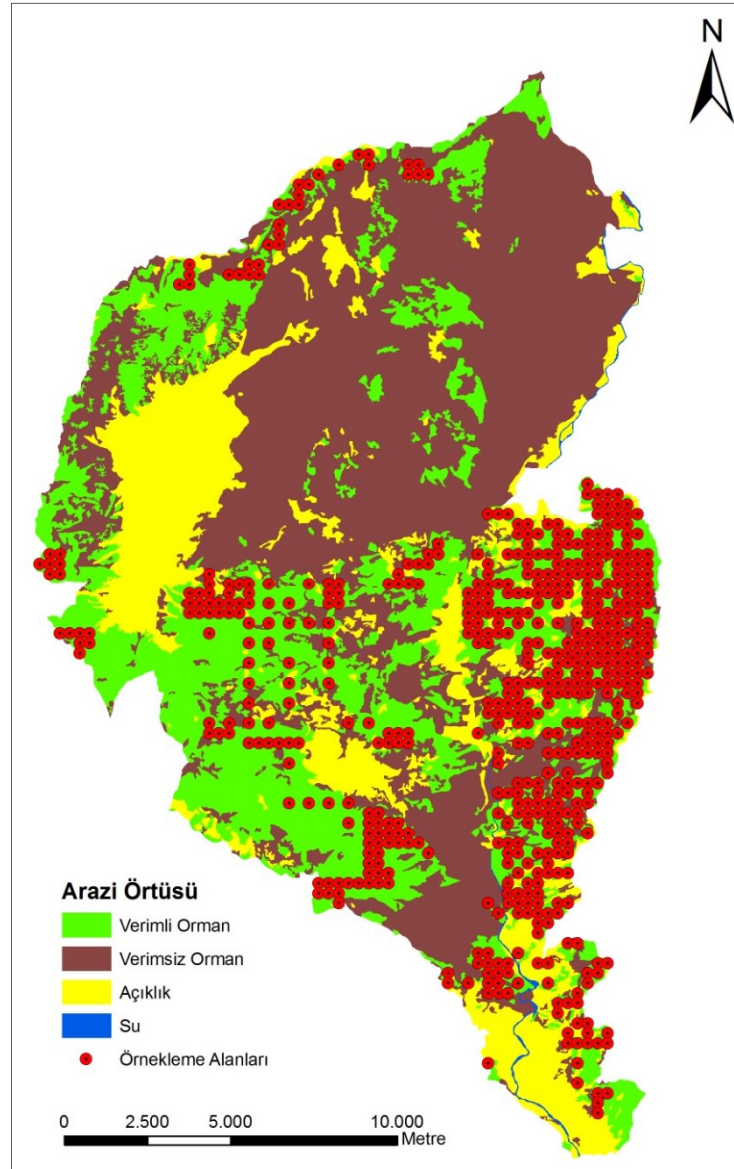 N
Arazi Örtüsü
Verimli Orman
Verimsiz Orman
Açıklık
Su
Örnekleme Alanları
0 2.500 5.000 10.000
Metre